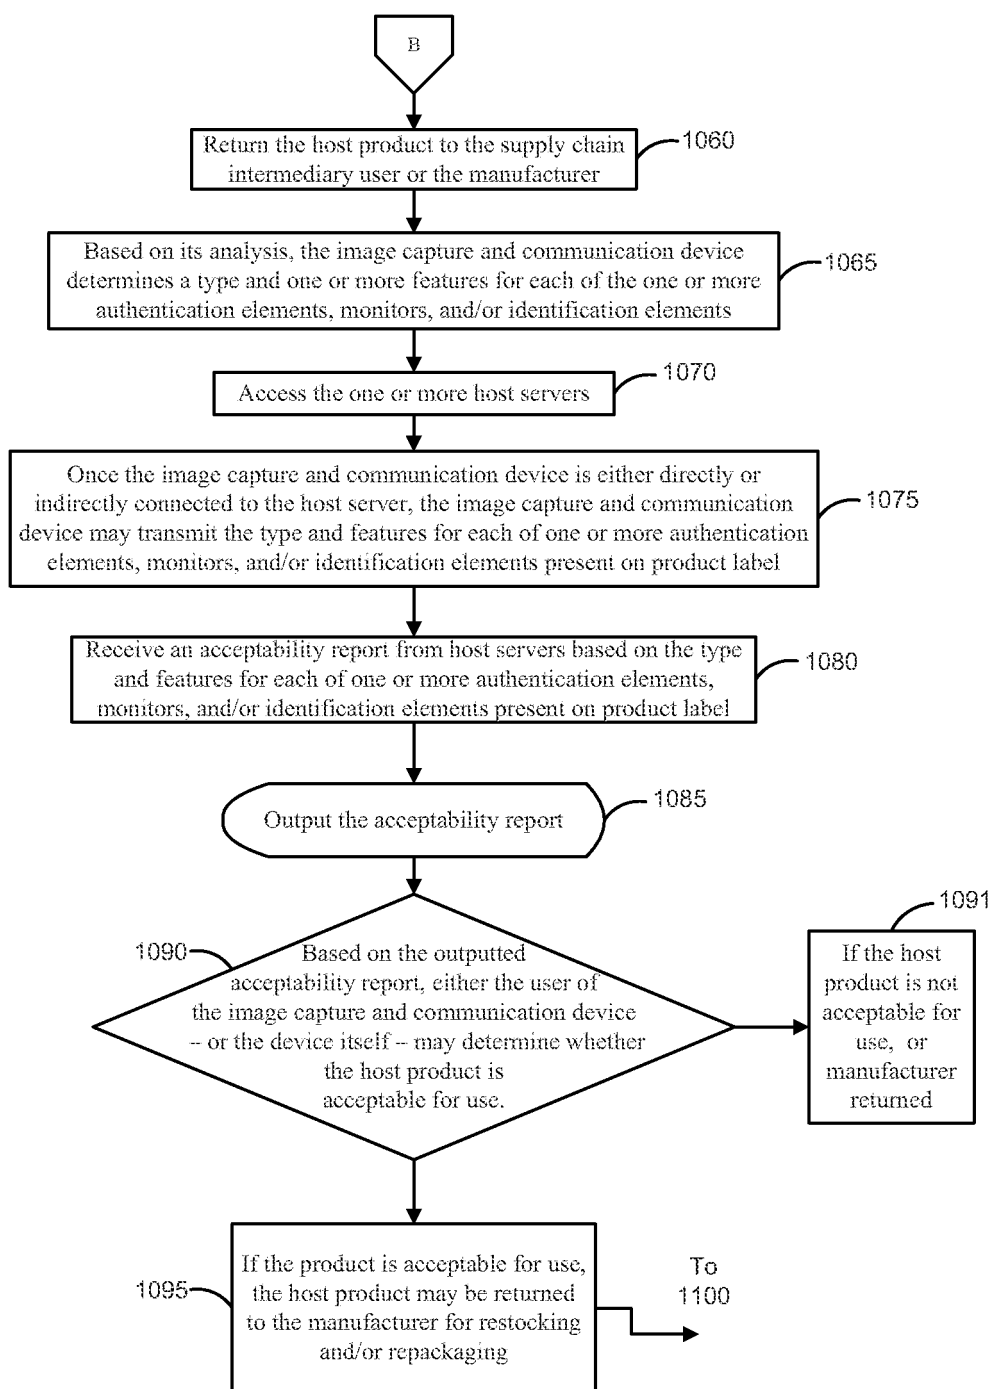 B
Return the host product to the supply chain
intermediary user or the manufacturer
1060
Based on its analysis, the image capture and communication device
determines a type and one or more features for each of the one or more
authentication elements, monitors, and/or identification elements
1065
Access the one or more host servers
1070
Once the image capture and communication device is either directly or
indirectly connected to the host server, the image capture and communication
device may transmit the type and features for each of one or more authentication
elements, monitors, and/or identification elements present on product label
1075
Receive an acceptability report from host servers based on the type
and features for each of one or more authentication elements,
monitors, and/or identification elements present on product label
1080
Output the acceptability report
1085
1090
Based on the outputted
acceptability report, either the user of
the image capture and communication device
– or the device itself – may determine whether
the host product is
acceptable for use.
1091
If the host
product is not
acceptable for
use, or
manufacturer
returned
1095
If the product is acceptable for use,
the host product may be returned
to the manufacturer for restocking
and/or repackaging
To
1100